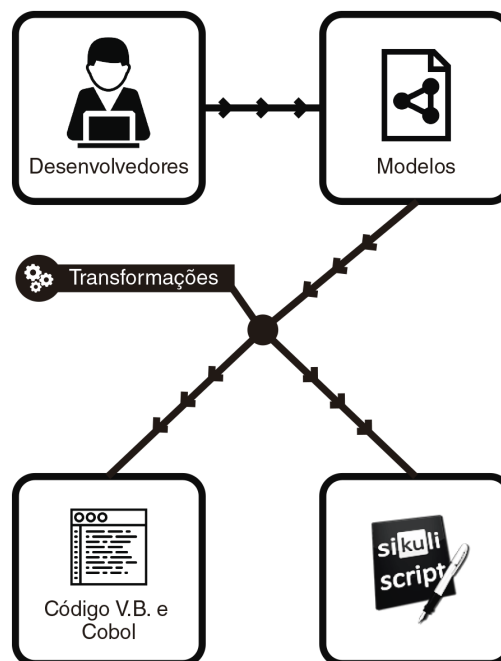 Desenvolvedores
Modelos
Transformações
Código V.B. e
Cobol
sikuli
script